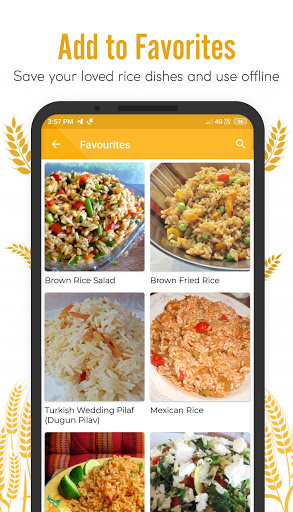 Add to Favorites
Save your loved rice dishes and use offline
3:57 PM
4G
Favourites
Brown Rice Salad
Brown Fried Rice
Turkish Wedding Pilaf
(Dugun Pilav)
Mexican Rice